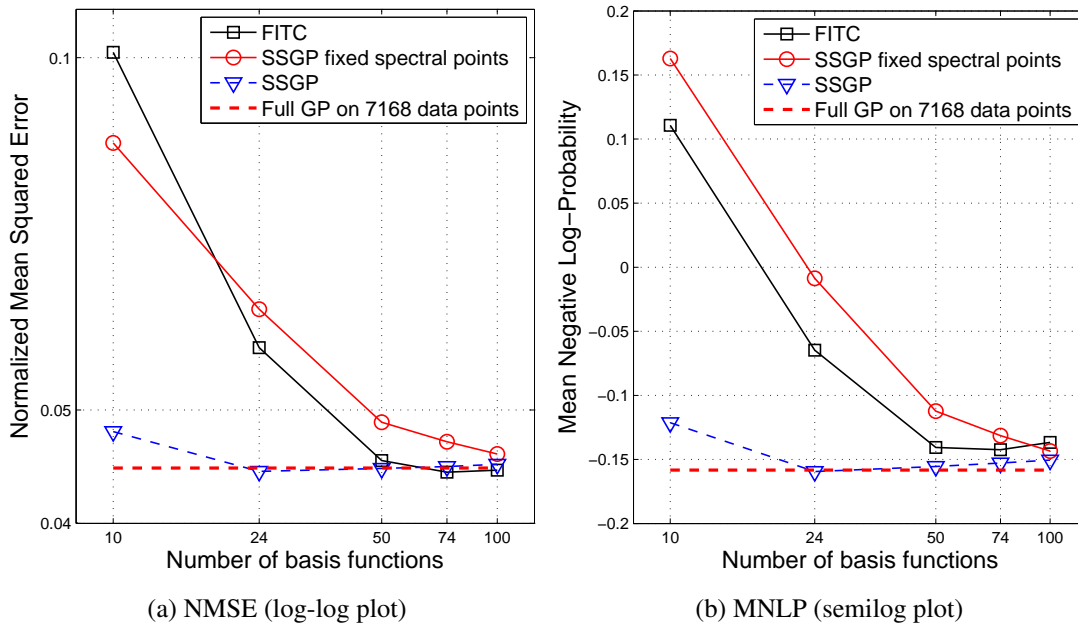 FITC
SSGP fixed spectral points
SSGP
Full GP on 7168 data points
0.1
0.05
0.04
Normalized Mean Squared Error
10
24
50
74
100
Number of basis functions
(a) NMSE (log-log plot)
FITC
SSGP fixed spectral points
SSGP
Full GP on 7168 data points
0.2
0.15
0.1
0.05
0
−0.05
−0.1
−0.15
−0.2
Mean Negative Log−Probability
10
24
50
74
100
Number of basis functions
(b) MNLP (semilog plot)